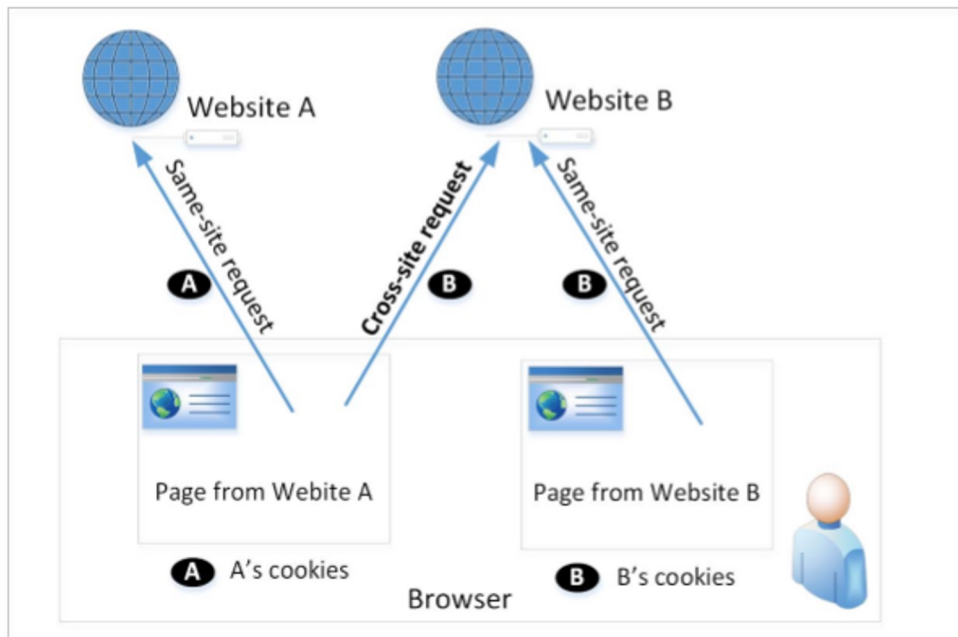 Website A
Website B
Same-site request
Cross-site request
Same-site request
A
B
B
Page from Webite A
Page from Website B
A A's cookies
B B's cookies
Browser